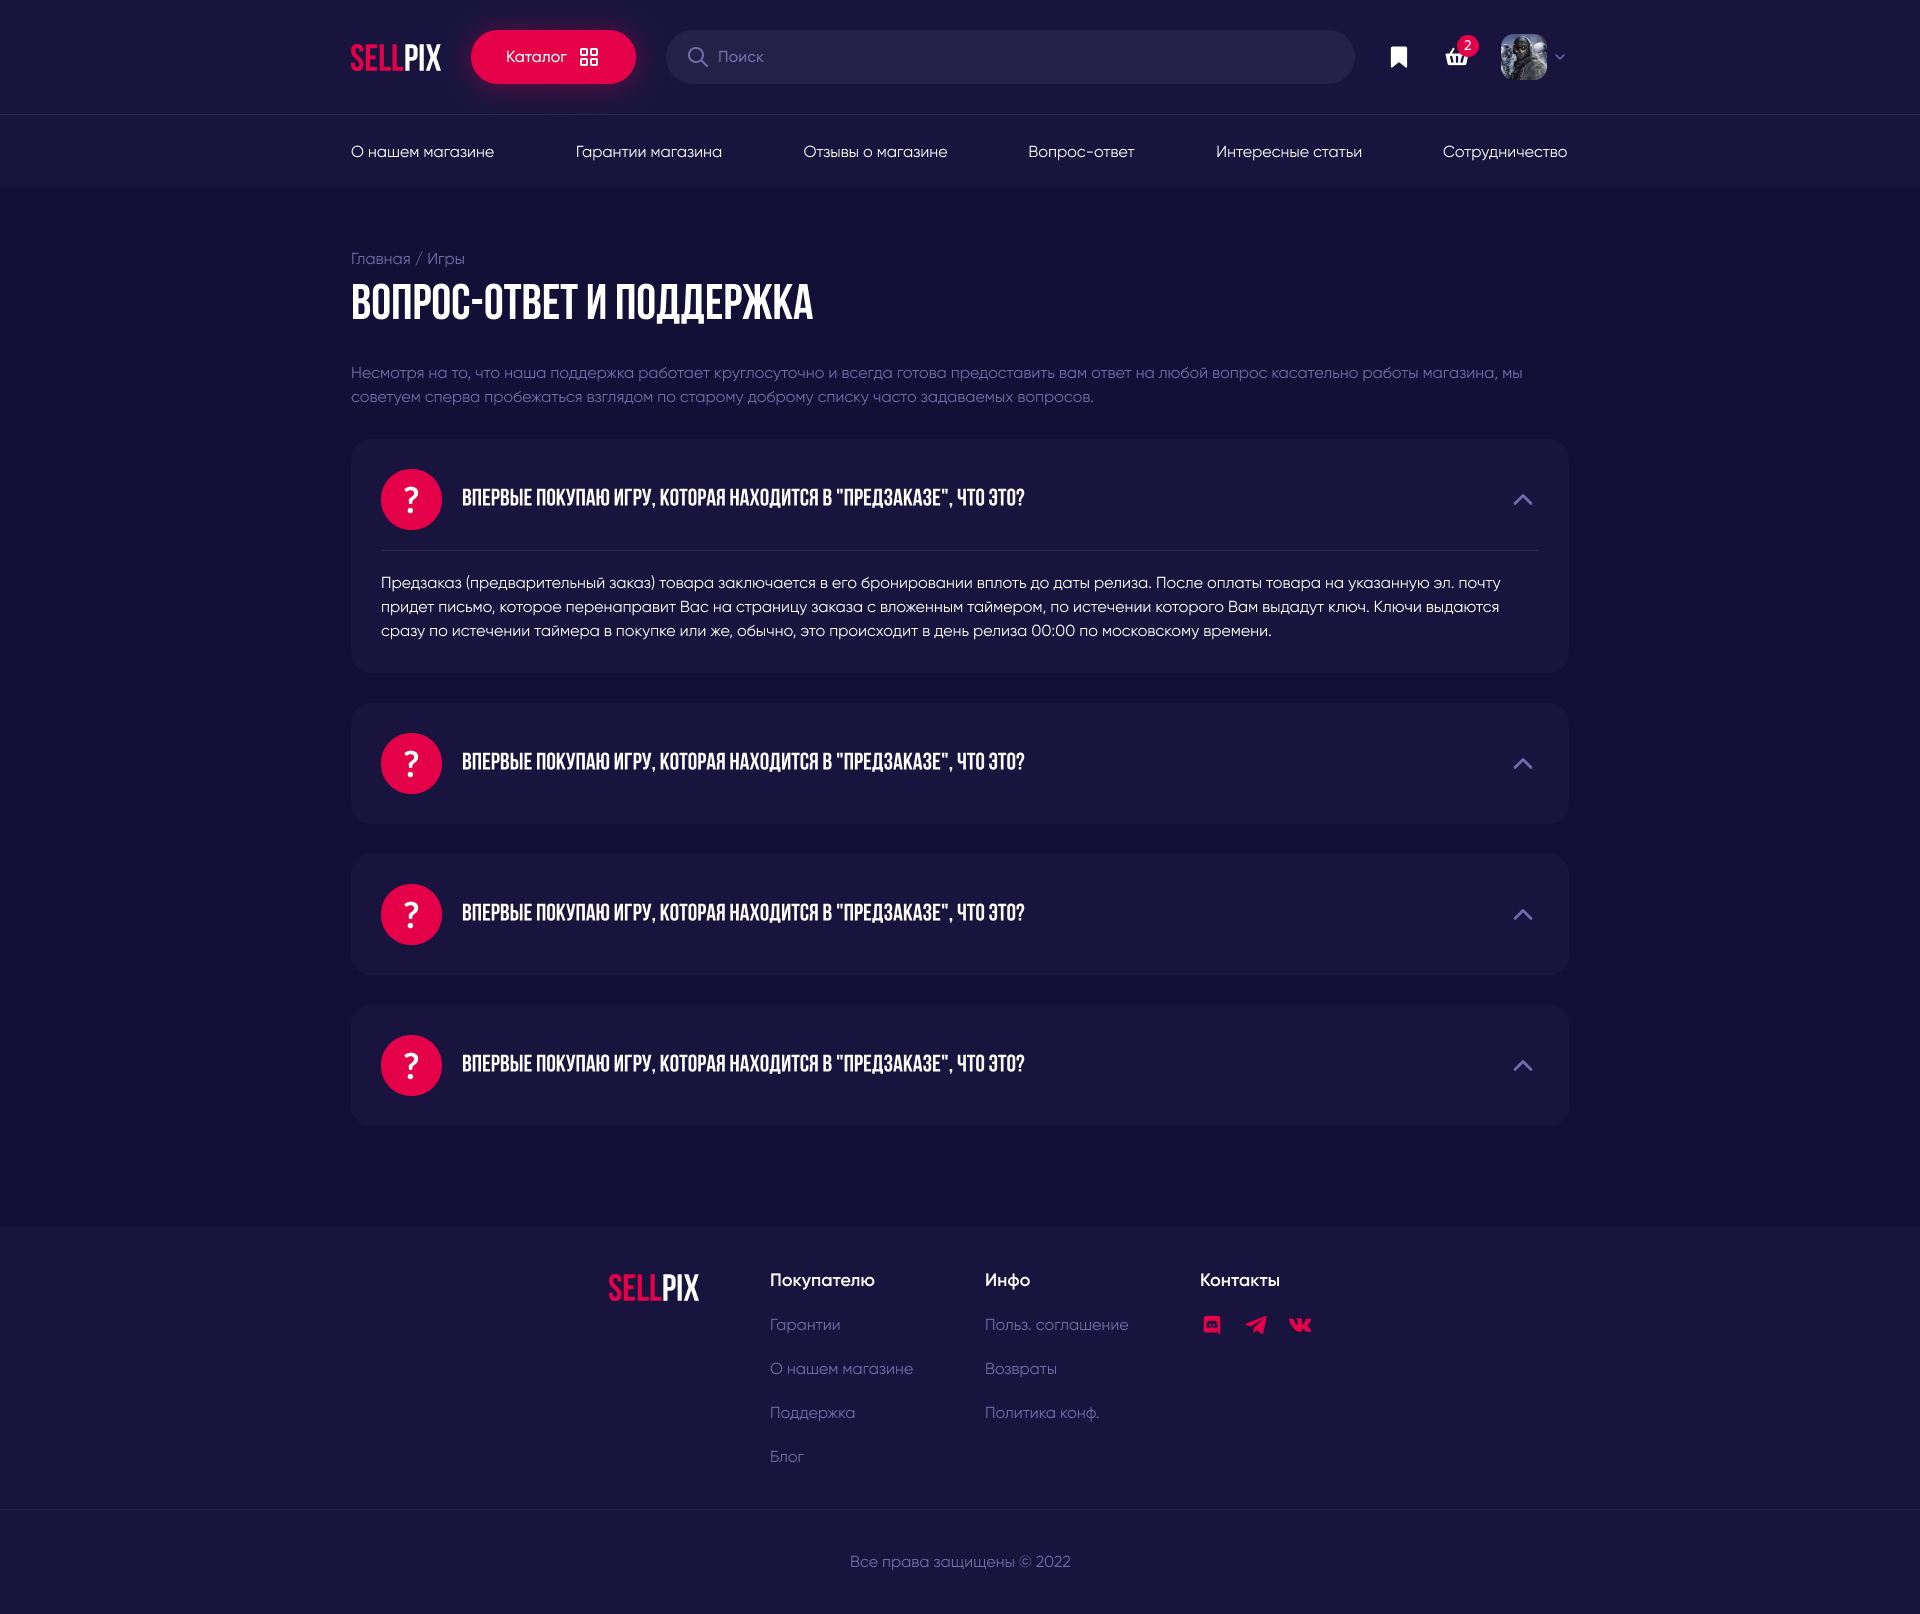 SELLPIX
Каталог
Поиск
2
О нашем магазине
Гарантии магазина
Отзывы о магазине
Вопрос-ответ
Интересные статьи
Сотрудничество
Главная / Игры
ВОПРОС-ОТВЕТ И ПОДДЕРЖКА
Несмотря на то, что наша поддержка работает круглосуточно и всегда готова предоставить вам ответ на любой вопрос касательно работы магазина, мы
советуем сперва пробежаться взглядом по старому доброму списку часто задаваемых вопросов.
? ВПЕРВЫЕ ПОКУПАЮ ИГРУ, КОТОРАЯ НАХОДИТСЯ В "ПРЕДЗАКАЗЕ", ЧТО ЭТО?
Предзаказ (предварительный заказ) товара заключается в его бронировании вплоть до даты релиза. После оплаты товара на указанную эл. почту
придет письмо, которое перенаправит Вас на страницу заказа с вложенным таймером, по истечении которого Вам выдадут ключ. Ключи выдаются
сразу по истечении таймера в покупке или же, обычно, это происходит в день релиза 00:00 по московскому времени.
? ВПЕРВЫЕ ПОКУПАЮ ИГРУ, КОТОРАЯ НАХОДИТСЯ В "ПРЕДЗАКАЗЕ", ЧТО ЭТО?
? ВПЕРВЫЕ ПОКУПАЮ ИГРУ, КОТОРАЯ НАХОДИТСЯ В "ПРЕДЗАКАЗЕ", ЧТО ЭТО?
? ВПЕРВЫЕ ПОКУПАЮ ИГРУ, КОТОРАЯ НАХОДИТСЯ В "ПРЕДЗАКАЗЕ", ЧТО ЭТО?
SELLPIX
Покупателю
Гарантии
О нашем магазине
Поддержка
Блог
Инфо
Польз. соглашение
Возвраты
Политика конф.
Контакты
Все права защищены © 2022